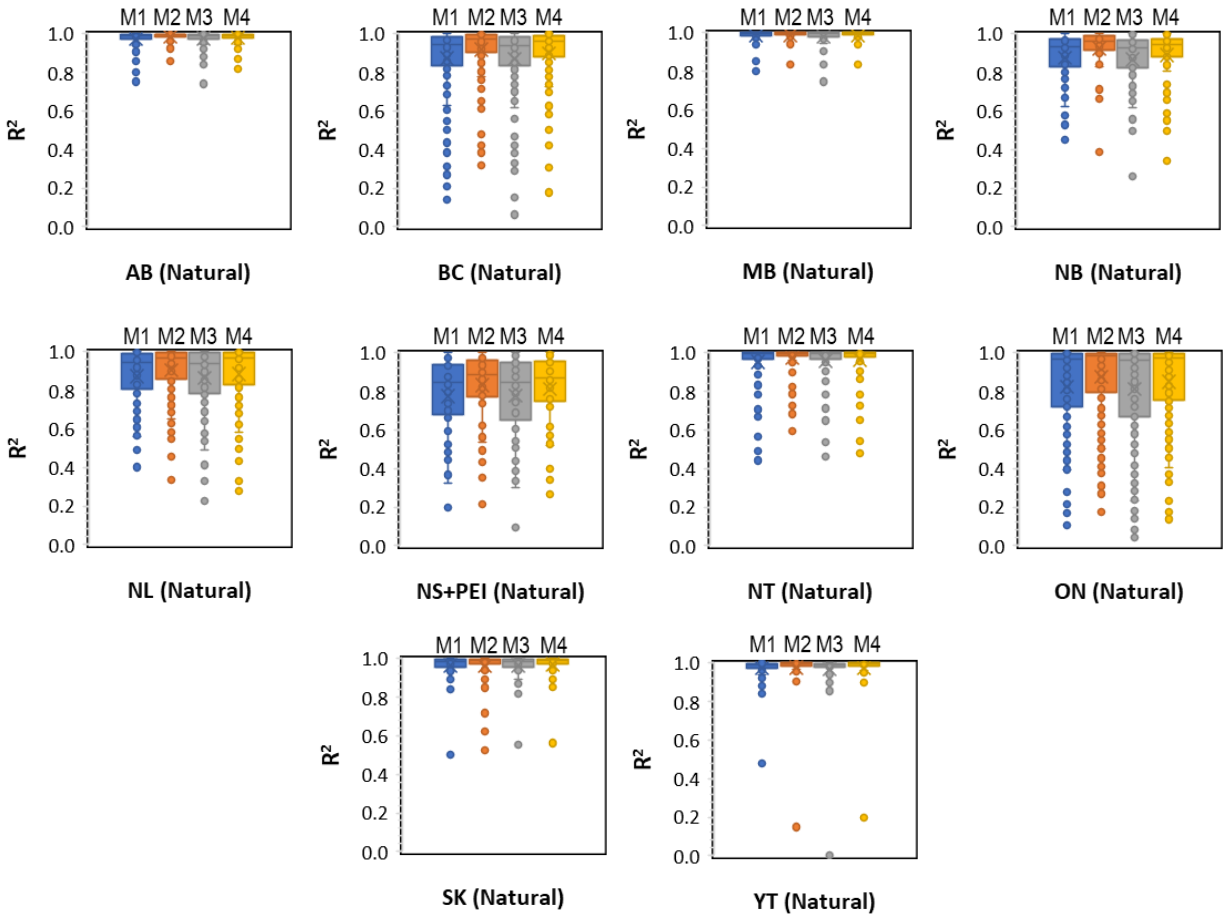 M1 M2 M3 M4
1.0
0.8
0.6
0.4
0.2
0.0
R²
AB (Natural)
M1 M2 M3 M4
1.0
0.8
0.6
0.4
0.2
0.0
R²
BC (Natural)
M1 M2 M3 M4
1.0
0.8
0.6
0.4
0.2
0.0
R²
MB (Natural)
M1 M2 M3 M4
1.0
0.8
0.6
0.4
0.2
0.0
R²
NB (Natural)
M1 M2 M3 M4
1.0
0.8
0.6
0.4
0.2
0.0
R²
NL (Natural)
M1 M2 M3 M4
1.0
0.8
0.6
0.4
0.2
0.0
R²
NS+PEI (Natural)
M1 M2 M3 M4
1.0
0.8
0.6
0.4
0.2
0.0
R²
NT (Natural)
M1 M2 M3 M4
1.0
0.8
0.6
0.4
0.2
0.0
R²
ON (Natural)
M1 M2 M3 M4
1.0
0.8
0.6
0.4
0.2
0.0
R²
SK (Natural)
M1 M2 M3 M4
1.0
0.8
0.6
0.4
0.2
0.0
R²
YT (Natural)